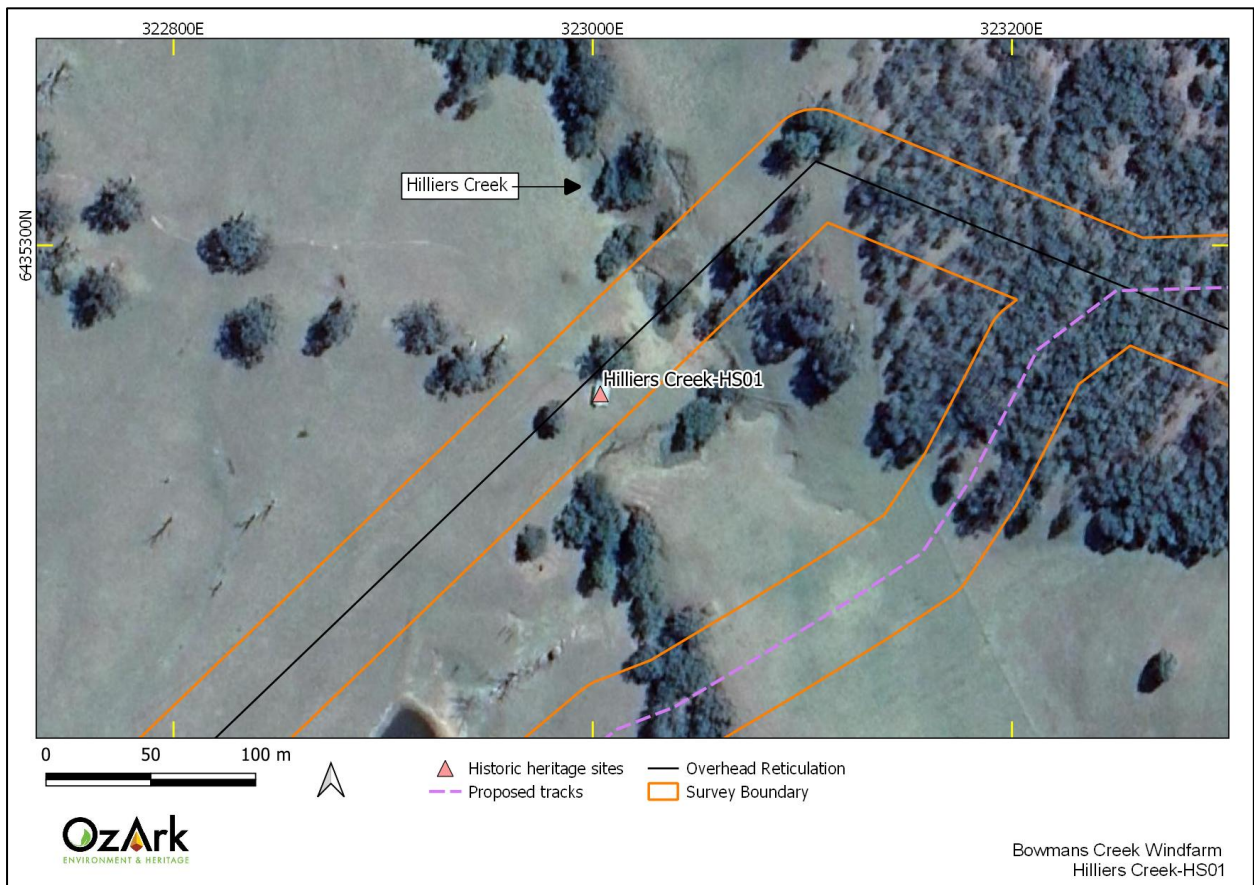 322800E
323000E
323200E
6435300N
Hilliers Creek
Hilliers Creek-HS01
0 50 100 m
Historic heritage sites
Proposed tracks
Overhead Reticulation
Survey Boundary
OzArk
ENVIRONMENT & HERITAGE
Bowmans Creek Windfarm
Hilliers Creek-HS01